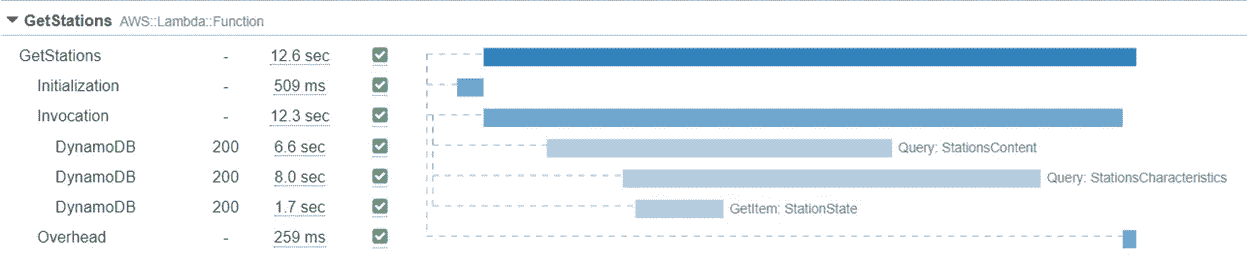 GetStations AWS::Lambda::Function
GetStations - 12.6 sec
Initialization - 509 ms
Invocation - 12.3 sec
DynamoDB 200 6.6 sec Query: StationsContent
DynamoDB 200 8.0 sec Query: StationsCharacteristics
DynamoDB 200 1.7 sec GetItem: StationState
Overhead - 259 ms